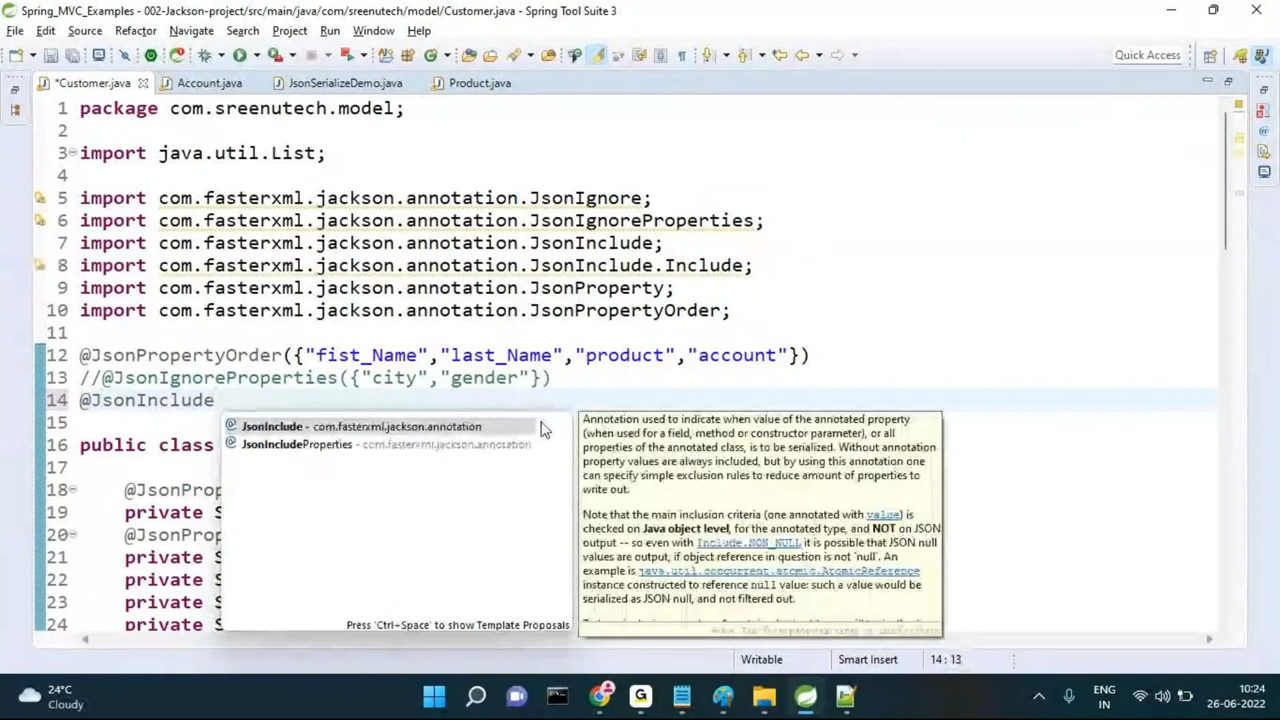 Spring_MVC_Examples - 002-Jackson-project/src/main/java/com/sreenutech/model/Customer.java - Spring Tool Suite 3
File Edit Source Refactor Navigate Search Project Run Window Help
Quick Access
*Customer.java Account.java JsonSerializeDemo.java Product.java
1 package com.sreenutech.model;
2
3 import java.util.List;
4
5 import com.fasterxml.jackson.annotation.JsonIgnore;
6 import com.fasterxml.jackson.annotation.JsonIgnoreProperties;
7 import com.fasterxml.jackson.annotation.JsonInclude;
8 import com.fasterxml.jackson.annotation.JsonInclude.Include;
9 import com.fasterxml.jackson.annotation.JsonProperty;
10 import com.fasterxml.jackson.annotation.JsonPropertyOrder;
11
12 @JsonPropertyOrder({"fist_Name","last_Name","product","account"})
13 //@JsonIgnoreProperties({"city","gender"})
14 @JsonInclude
15
16 public class
17
18 @JsonProp
19 private S
20 @JsonProp
21 private S
22 private S
23 private S
24 private S
JsonInclude - com.fasterxml.jackson.annotation
JsonIncludeProperties - com.fasterxml.jackson.annotation
Press 'Ctrl+Space' to show Template Proposals
Annotation used to indicate when value of the annotated property
(when used for a field, method or constructor parameter), or all
properties of the annotated class, is to be serialized. Without annotation
property values are always included, but by using this annotation one
can specify simple exclusion rules to reduce amount of properties to
write out.
Note that the main inclusion criteria (one annotated with value) is
checked on Java object level, for the annotated type, and NOT on JSON
output -- so even with Include.NON_NULL it is possible that JSON null
values are output, if object reference in question is not `null'. An
example is java.util.concurrent.atomic.AtomicReference
instance constructed to reference null value: such a value would be
serialized as JSON null, and not filtered out.
Writable Smart Insert 14:13
24°C
Cloudy
ENG
IN
10:24
26-06-2022